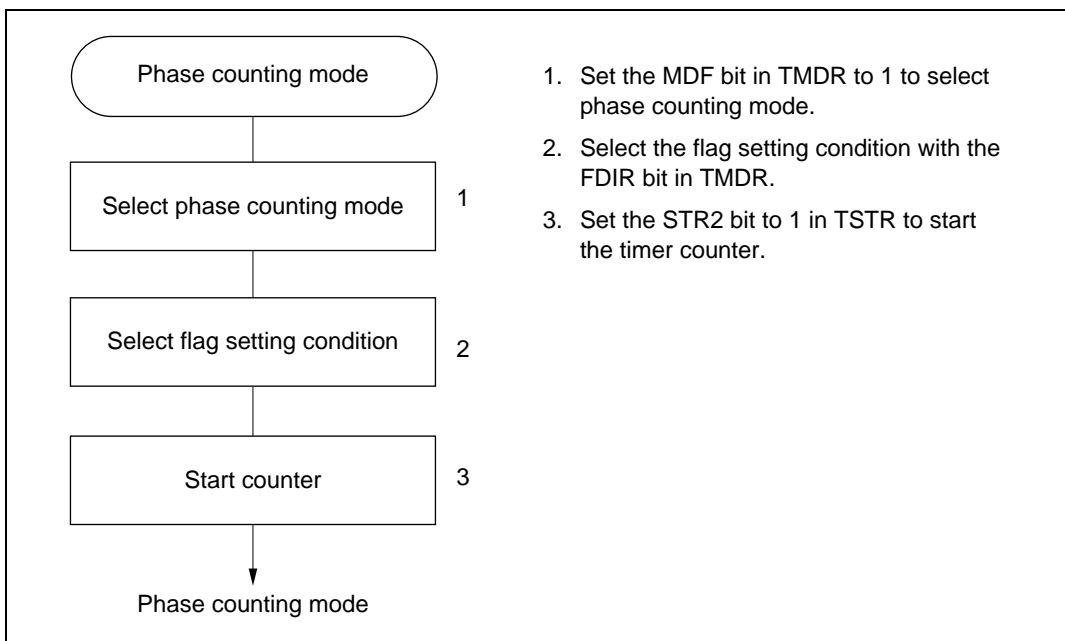 Phase counting mode
Select phase counting mode
1
Select flag setting condition
2
Start counter
3
Phase counting mode
1. Set the MDF bit in TMDR to 1 to select
phase counting mode.
2. Select the flag setting condition with the
FDIR bit in TMDR.
3. Set the STR2 bit to 1 in TSTR to start
the timer counter.